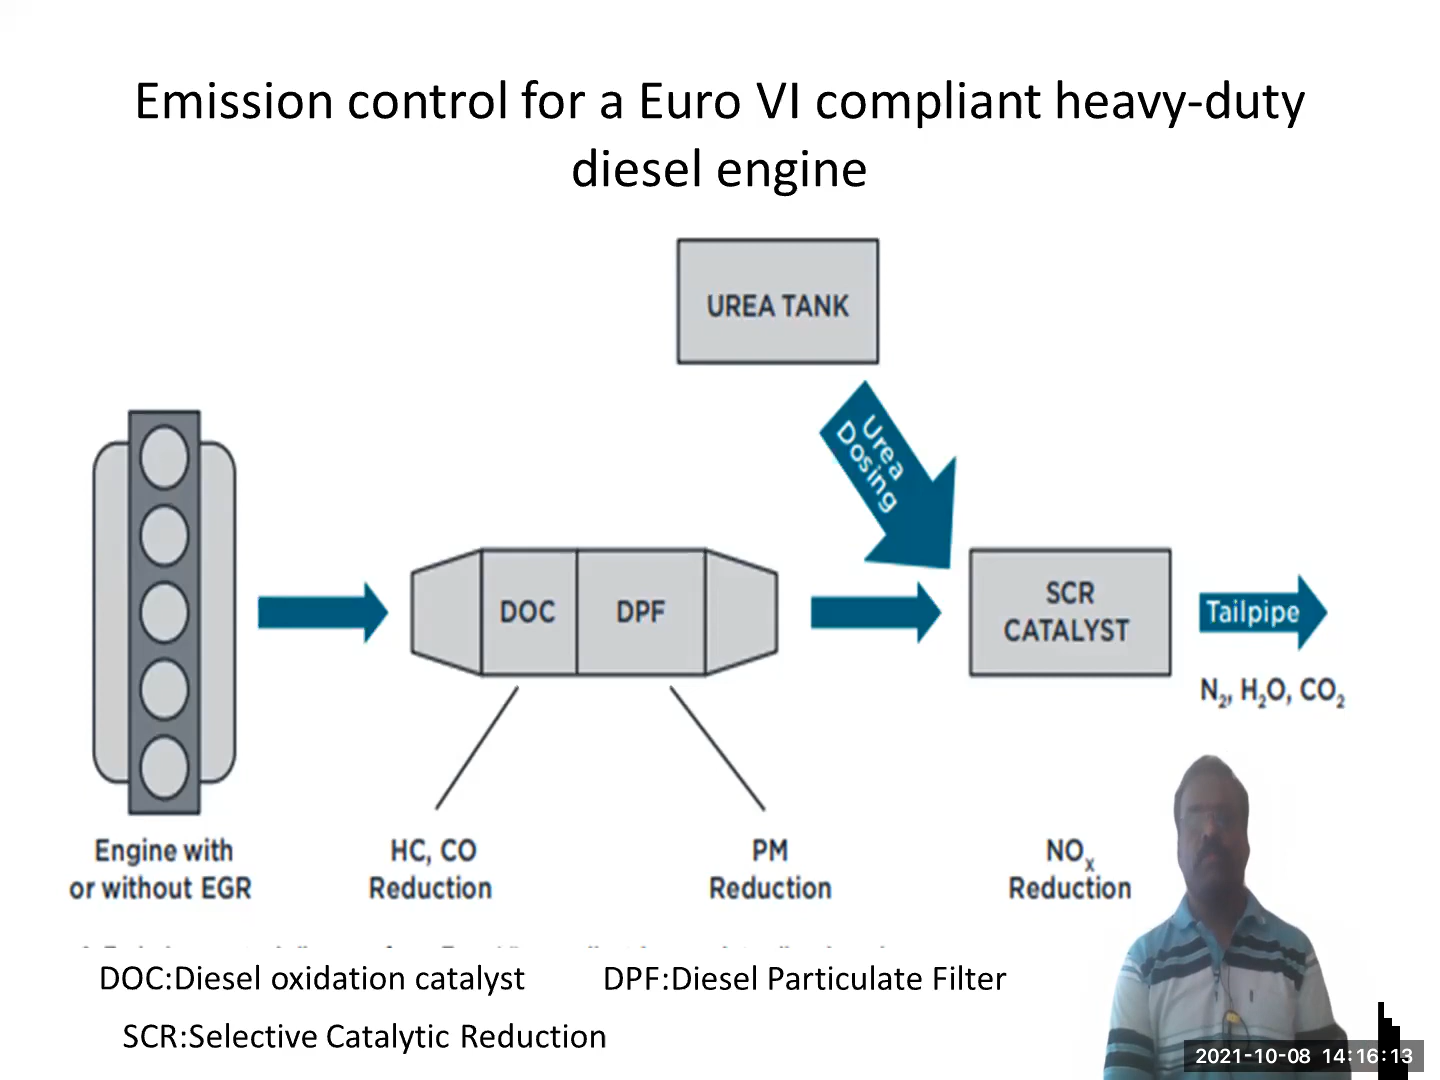 Emission control for a Euro VI compliant heavy-duty
diesel engine
UREA TANK
Urea
Dosing
DOC
DPF
SCR
CATALYST
Tailpipe
N₂, H₂O, CO₂
Engine with
or without EGR
HC, CO
Reduction
PM
Reduction
NOₓ
Reduction
DOC:Diesel oxidation catalyst
DPF:Diesel Particulate Filter
SCR:Selective Catalytic Reduction
2021-10-08 14:16:13